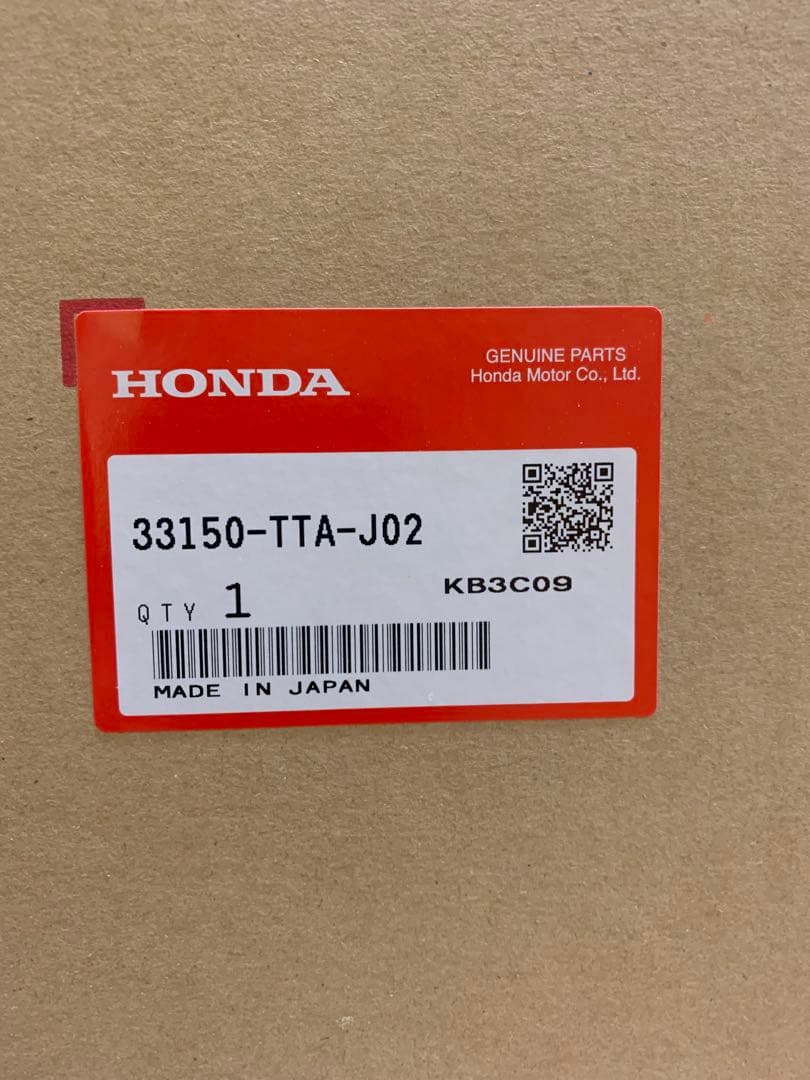 HONDA
GENUINE PARTS
Honda Motor Co., Ltd.
33150-TTA-J02
KB3C09
QTY 1
MADE IN JAPAN